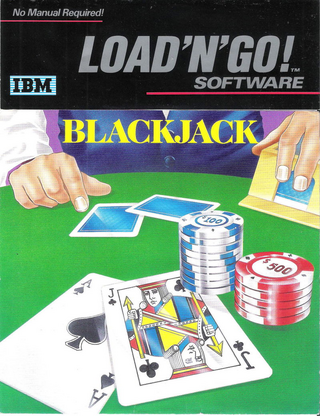 No Manual Required!
LOAD'N'GO!™
IBM
SOFTWARE
BLACKJACK
100
$500
A
J
A
J